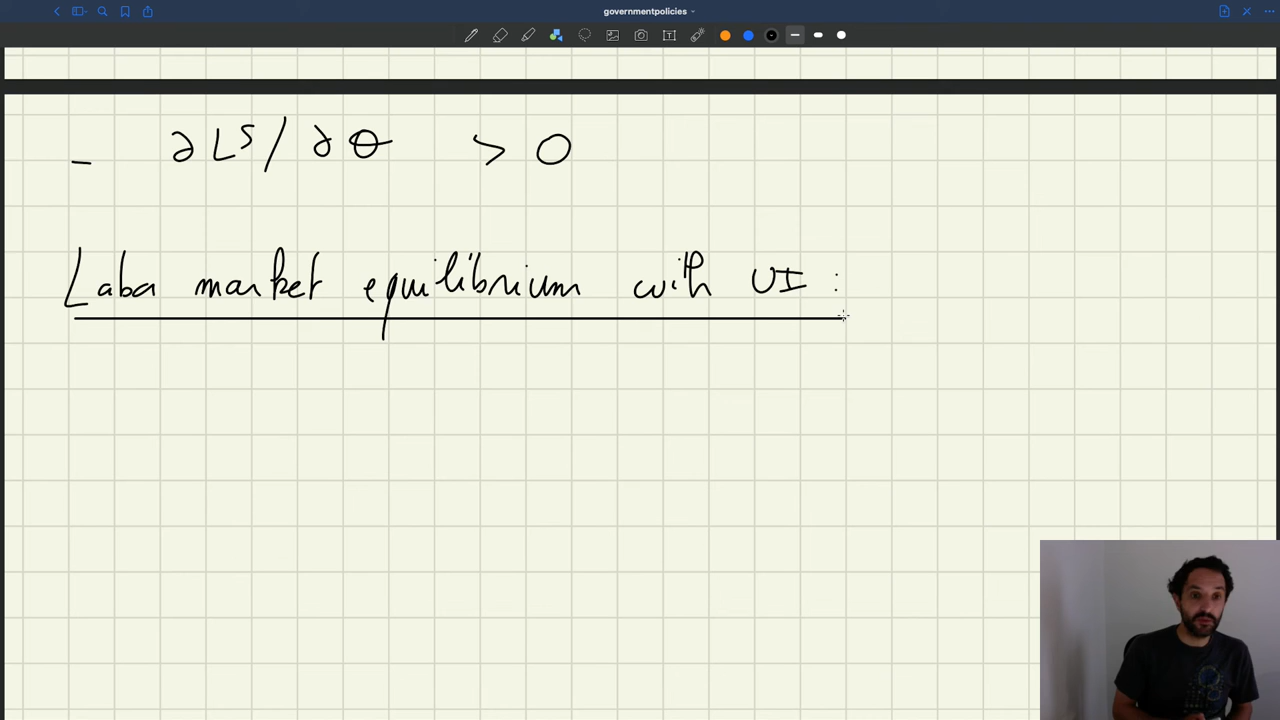 governmentpolicies
- ∂L^s/∂θ > 0
Labor market equilibrium with UI :